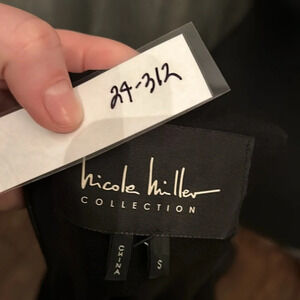 24-312
nicole miller
COLLECTION
CHINA
S